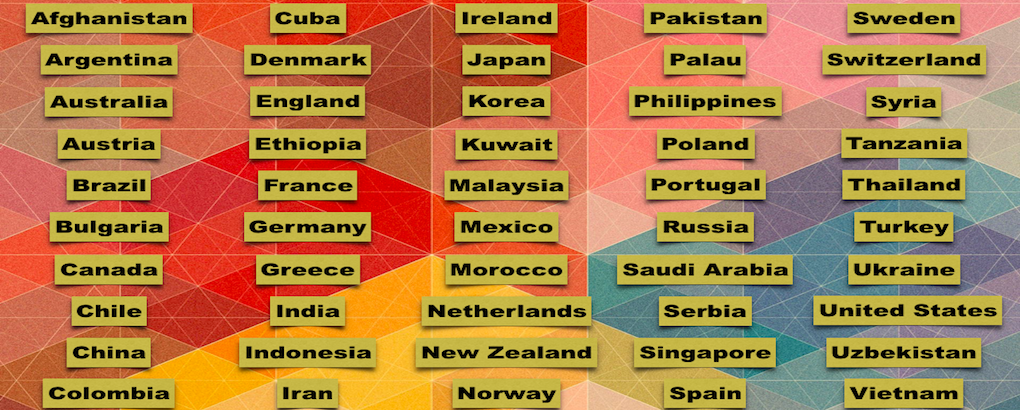 Afghanistan
Argentina
Australia
Austria
Brazil
Bulgaria
Canada
Chile
China
Colombia
Cuba
Denmark
England
Ethiopia
France
Germany
Greece
India
Indonesia
Iran
Ireland
Japan
Korea
Kuwait
Malaysia
Mexico
Morocco
Netherlands
New Zealand
Norway
Pakistan
Palau
Philippines
Poland
Portugal
Russia
Saudi Arabia
Serbia
Singapore
Spain
Sweden
Switzerland
Syria
Tanzania
Thailand
Turkey
Ukraine
United States
Uzbekistan
Vietnam